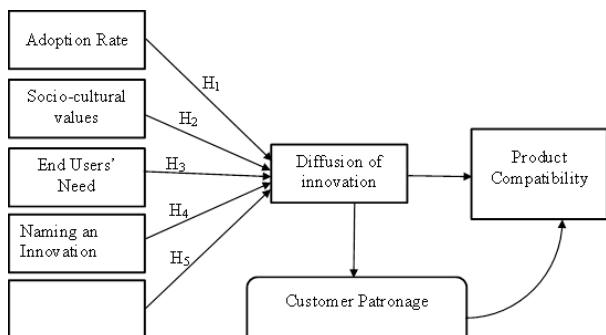 Adoption Rate
H1
Socio-cultural
values
H2
End Users'
Need
H3
Diffusion of
innovation
Product
Compatibility
Naming an
Innovation
H4
H5
Customer Patronage